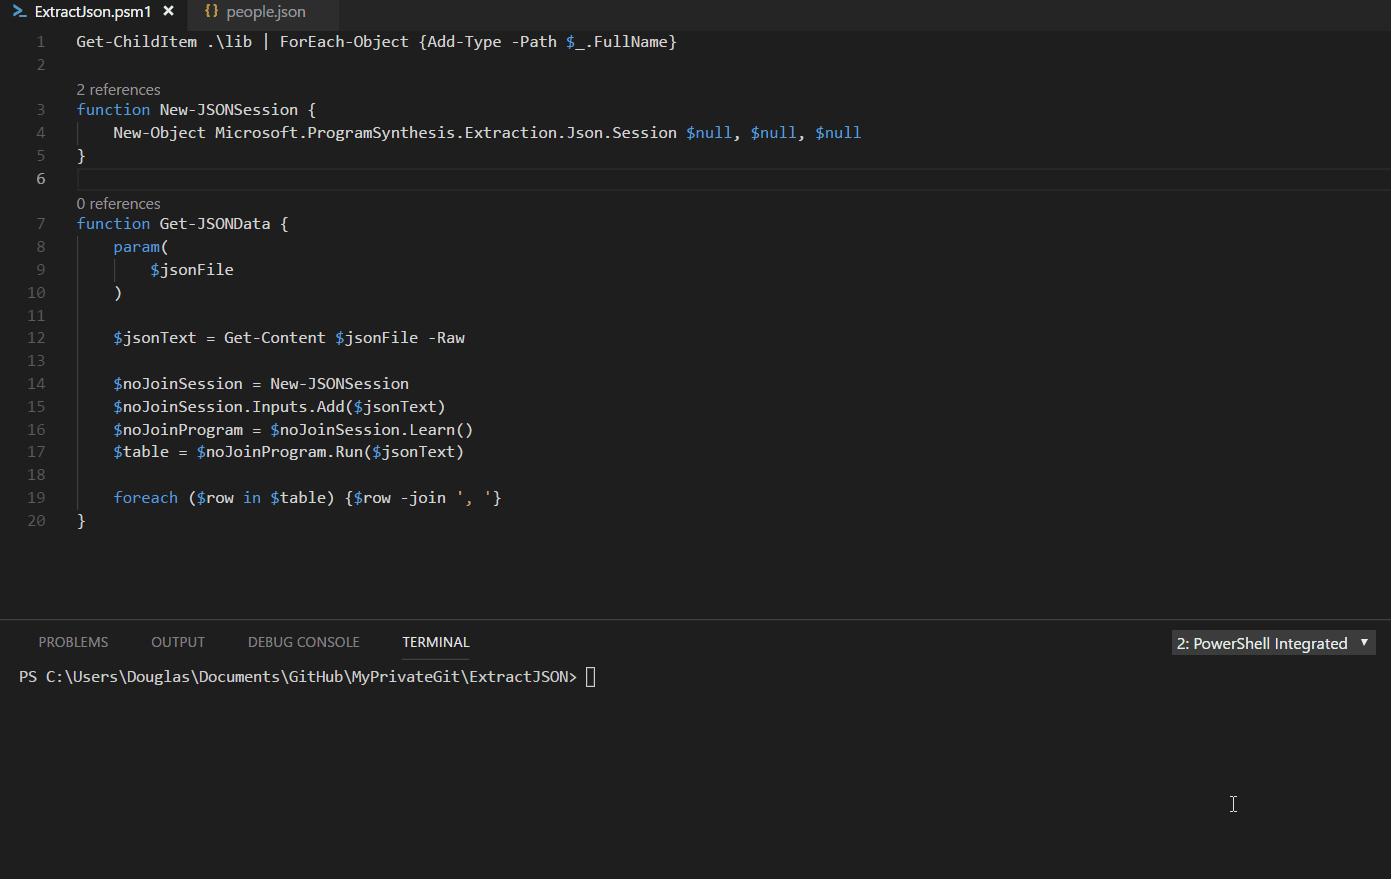 ExtractJson.psm1 × {} people.json
1 Get-ChildItem .\lib | ForEach-Object {Add-Type -Path $_.FullName}
2
2 references
3 function New-JSONSession {
4 New-Object Microsoft.ProgramSynthesis.Extraction.Json.Session $null, $null, $null
5 }
6
0 references
7 function Get-JSONData {
8 param(
9 $jsonFile
10 )
11
12 $jsonText = Get-Content $jsonFile -Raw
13
14 $noJoinSession = New-JSONSession
15 $noJoinSession.Inputs.Add($jsonText)
16 $noJoinProgram = $noJoinSession.Learn()
17 $table = $noJoinProgram.Run($jsonText)
18
19 foreach ($row in $table) {$row -join ', '}
20 }
PROBLEMS OUTPUT DEBUG CONSOLE TERMINAL 2: PowerShell Integrated
PS C:\Users\Douglas\Documents\GitHub\MyPrivateGit\ExtractJSON>